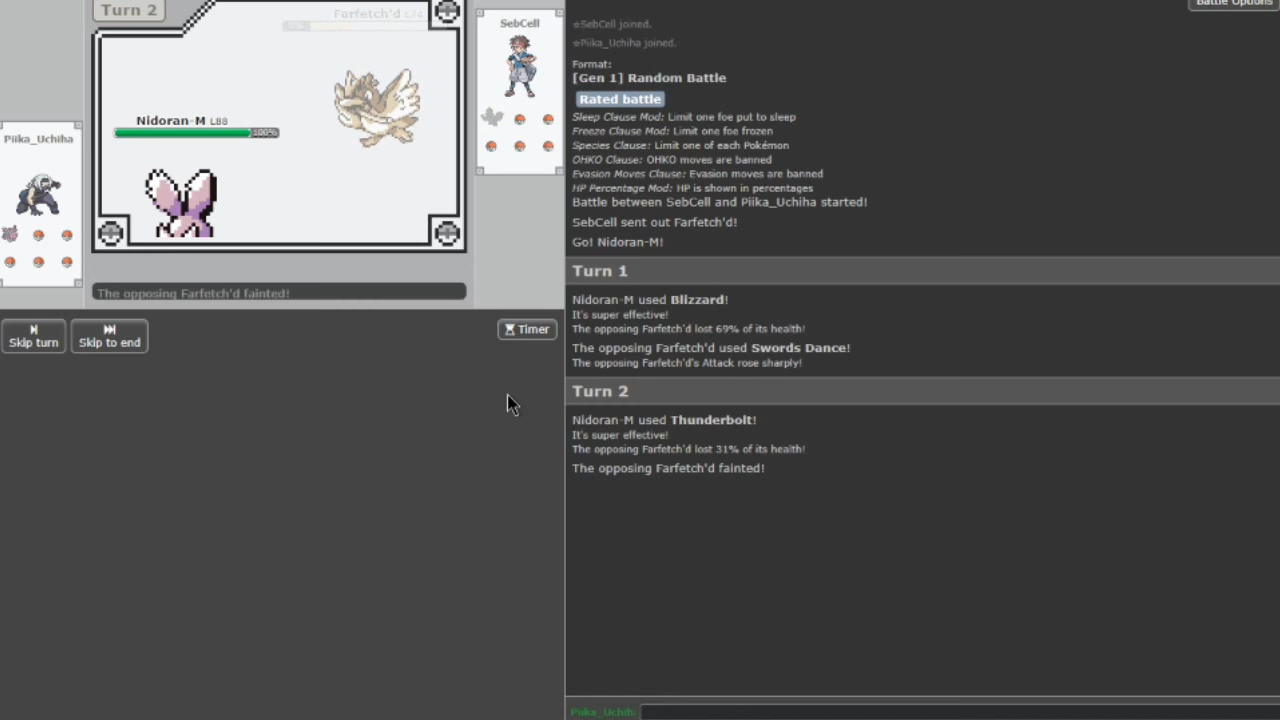 Turn 2
Farfetch'd L74
Nidoran-M L88
100%
Piika_Uchiha
SebCell
The opposing Farfetch'd fainted!
Skip turn
Skip to end
Timer
Battle Options
☆SebCell joined.
☆Piika_Uchiha joined.
Format:
[Gen 1] Random Battle
Rated battle
Sleep Clause Mod: Limit one foe put to sleep
Freeze Clause Mod: Limit one foe frozen
Species Clause: Limit one of each Pokémon
OHKO Clause: OHKO moves are banned
Evasion Moves Clause: Evasion moves are banned
HP Percentage Mod: HP is shown in percentages
Battle between SebCell and Piika_Uchiha started!
SebCell sent out Farfetch'd!
Go! Nidoran-M!
Turn 1
Nidoran-M used Blizzard!
It's super effective!
The opposing Farfetch'd lost 69% of its health!
The opposing Farfetch'd used Swords Dance!
The opposing Farfetch'd's Attack rose sharply!
Turn 2
Nidoran-M used Thunderbolt!
It's super effective!
The opposing Farfetch'd lost 31% of its health!
The opposing Farfetch'd fainted!